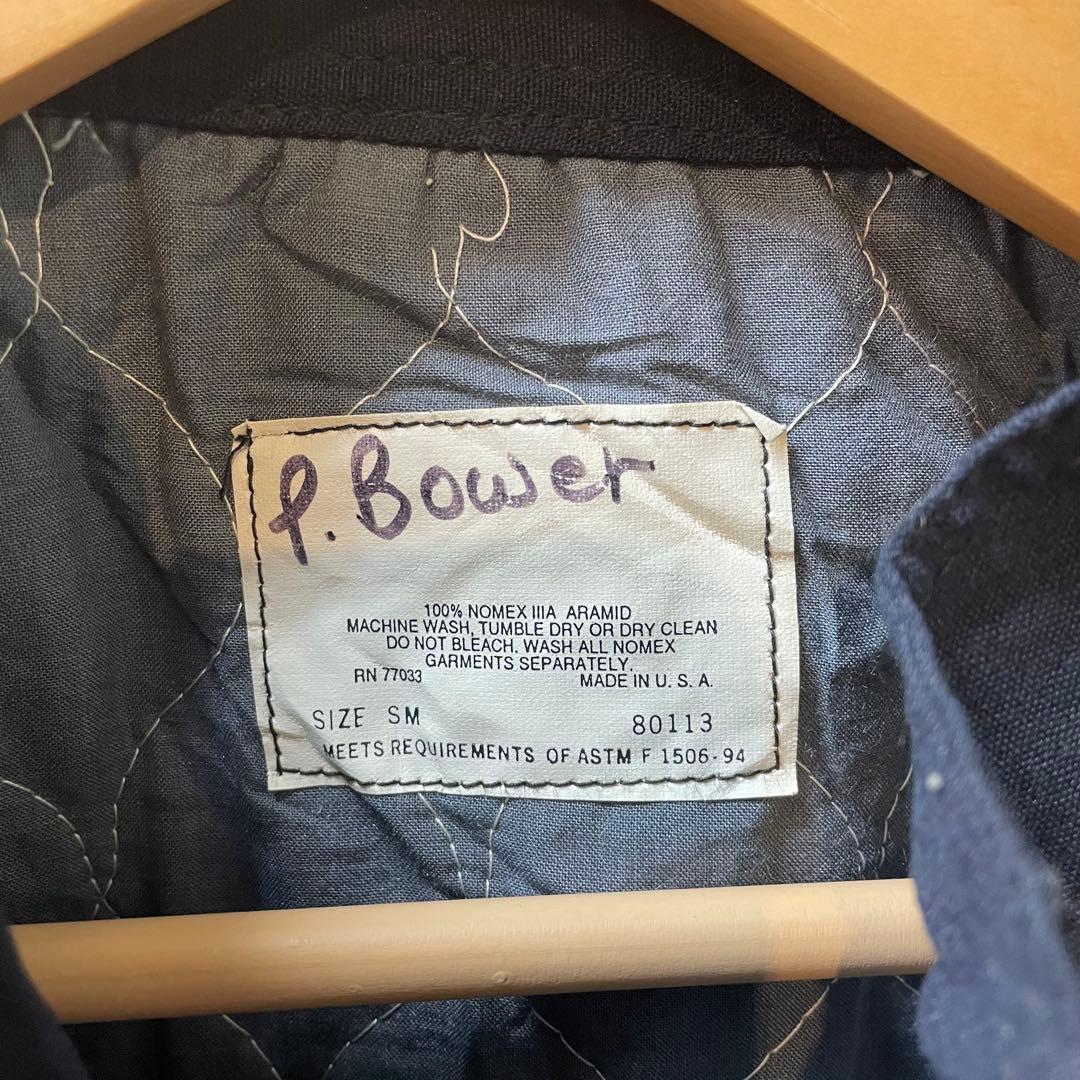 P. Bower
100% NOMEX IIIA ARAMID
MACHINE WASH, TUMBLE DRY OR DRY CLEAN
DO NOT BLEACH. WASH ALL NOMEX
GARMENTS SEPARATELY.
RN 77033 MADE IN U. S. A.
SIZE SM 80113
MEETS REQUIREMENTS OF ASTM F 1506-94